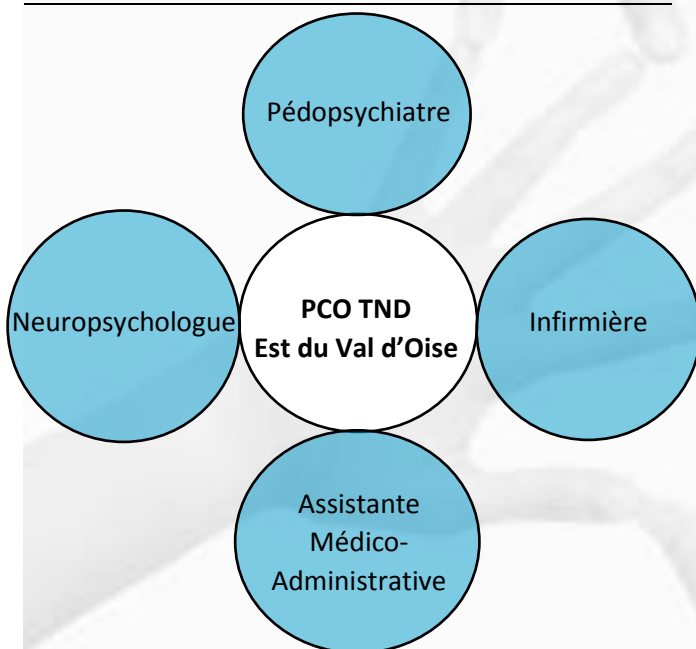 Pédopsychiatre
Neuropsychologue
PCO TND
Est du Val d’Oise
Infirmière
Assistante
Médico-
Administrative